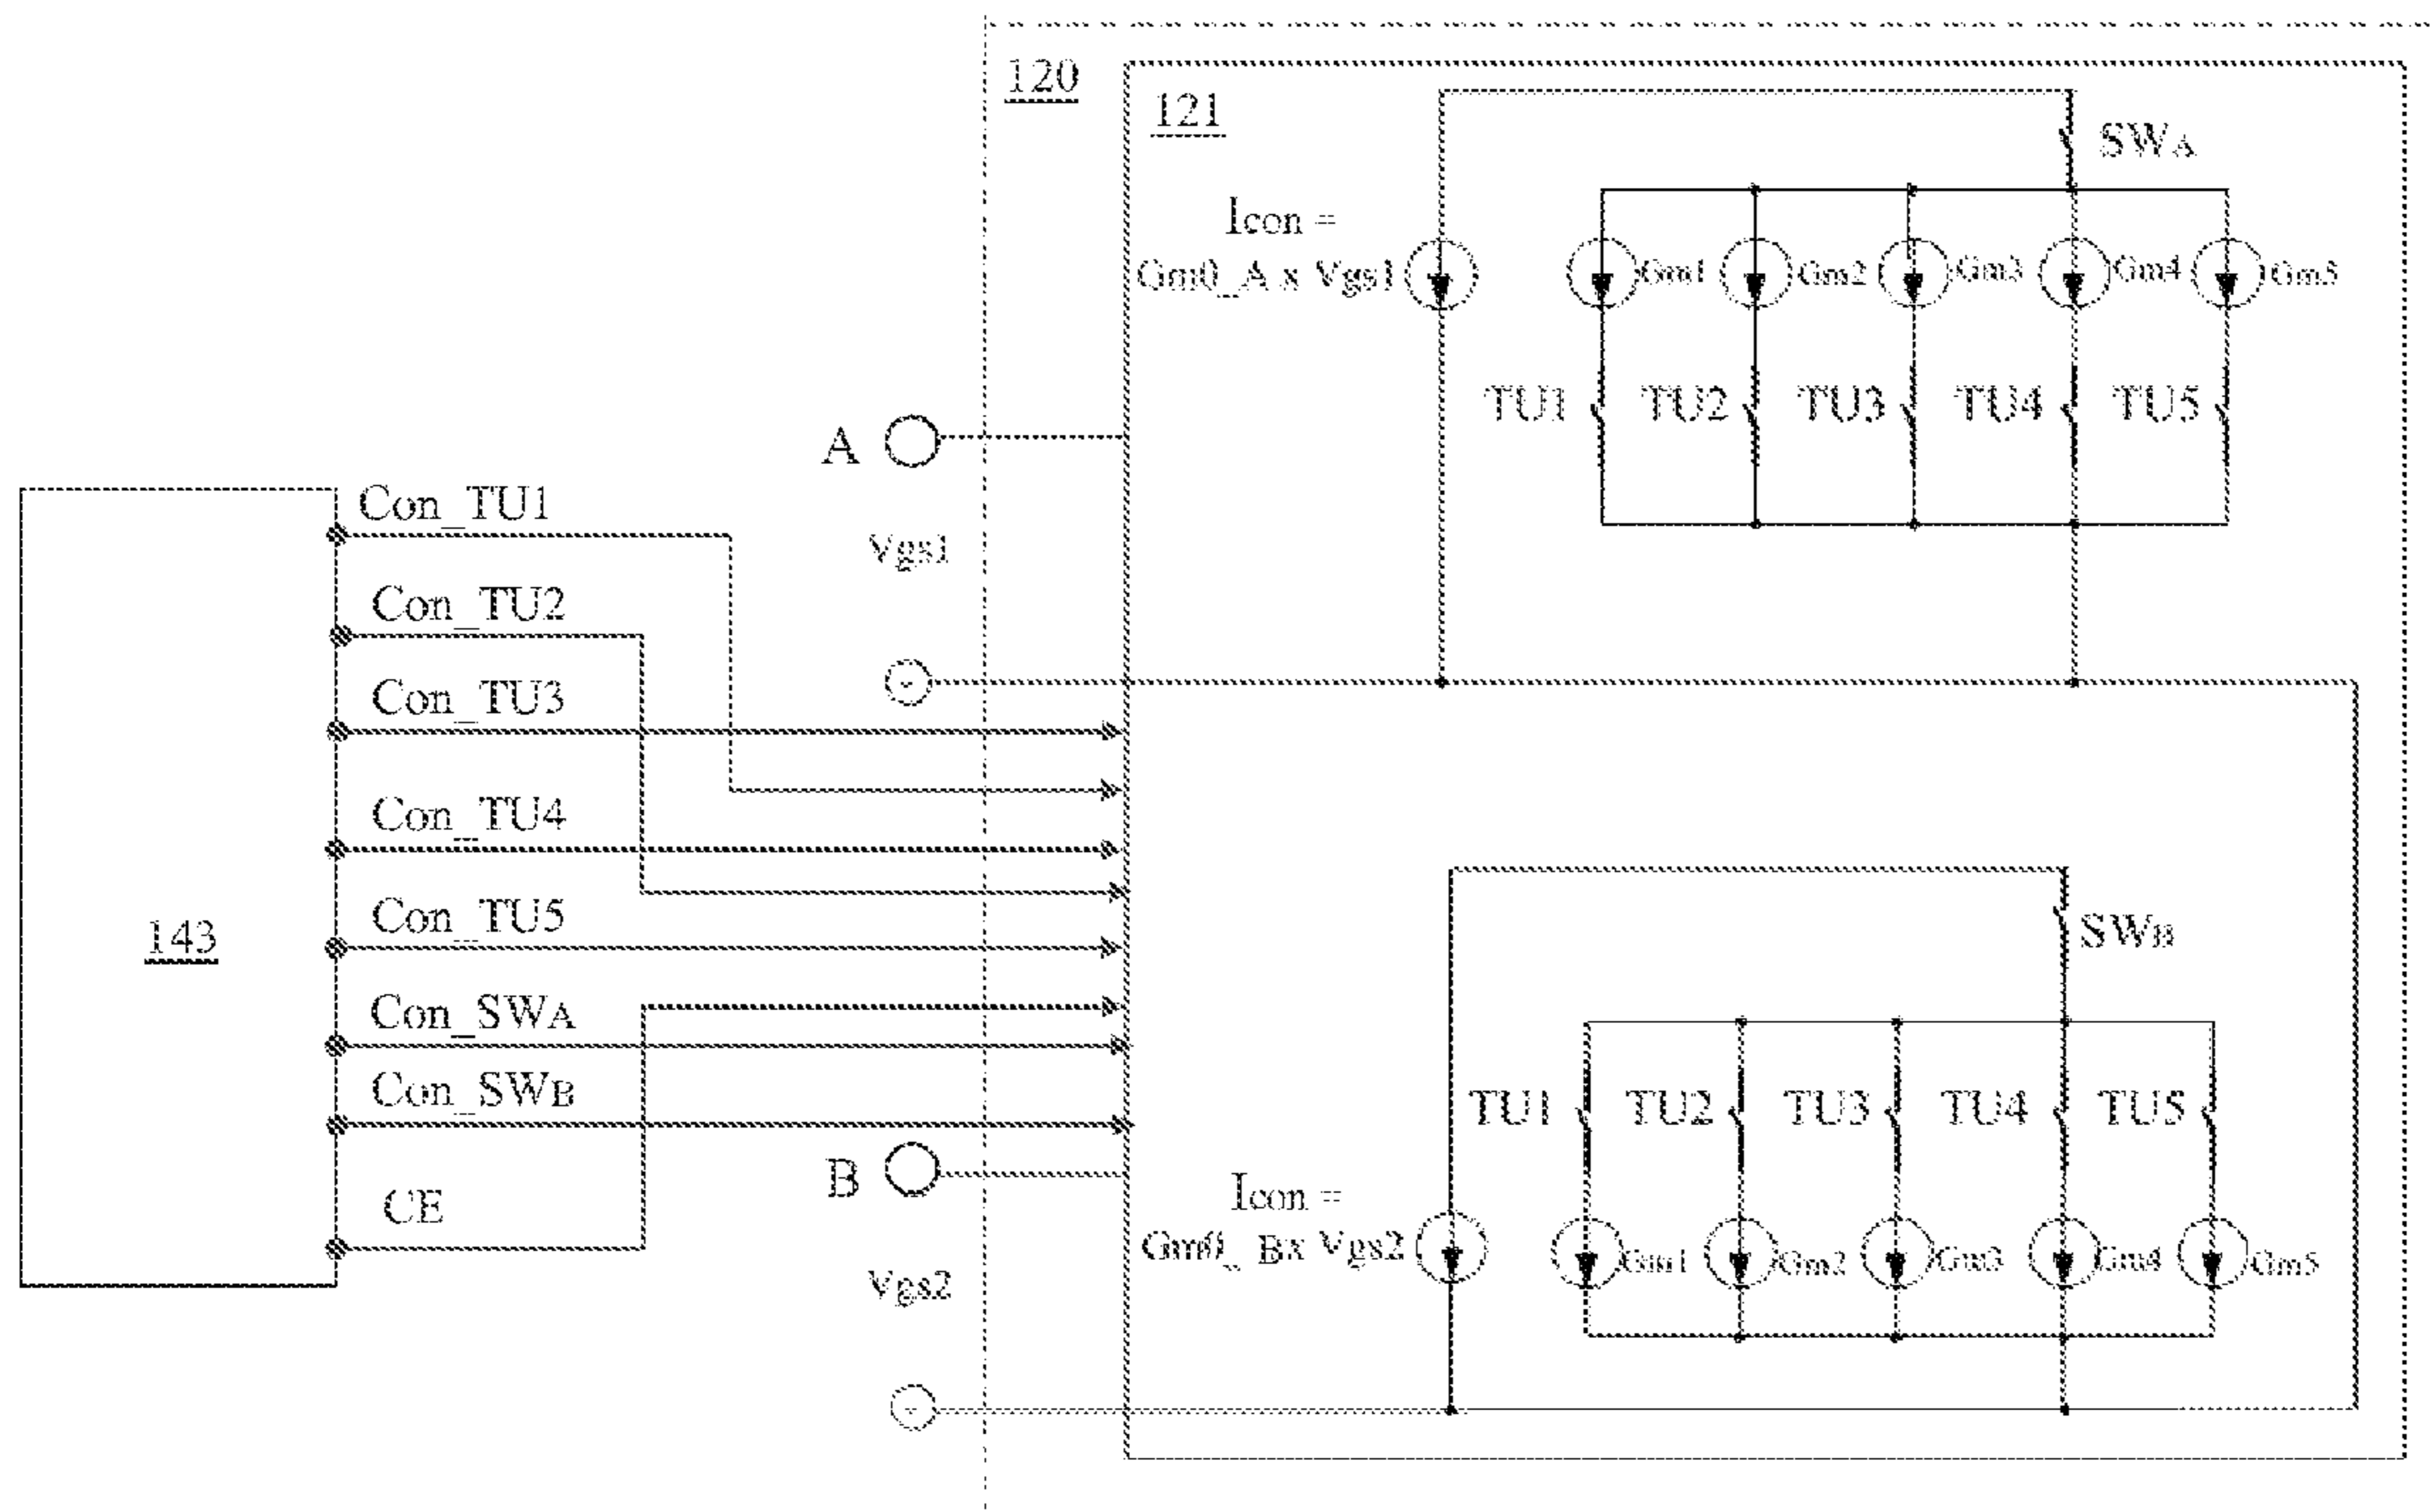 120
121
SWA
Icon =
Gm0_A x Vgs1
Gm1
Gm2
Gm3
Gm4
Gm5
TU1
TU2
TU3
TU4
TU5
A
Vgs1
-
143
Con_TU1
Con_TU2
Con_TU3
Con_TU4
Con_TU5
Con_SWA
Con_SWB
CE
B
Vgs2
-
SWB
TU1
TU2
TU3
TU4
TU5
Icon =
Gm0_Bx Vgs2
Gm1
Gm2
Gm3
Gm4
Gm5